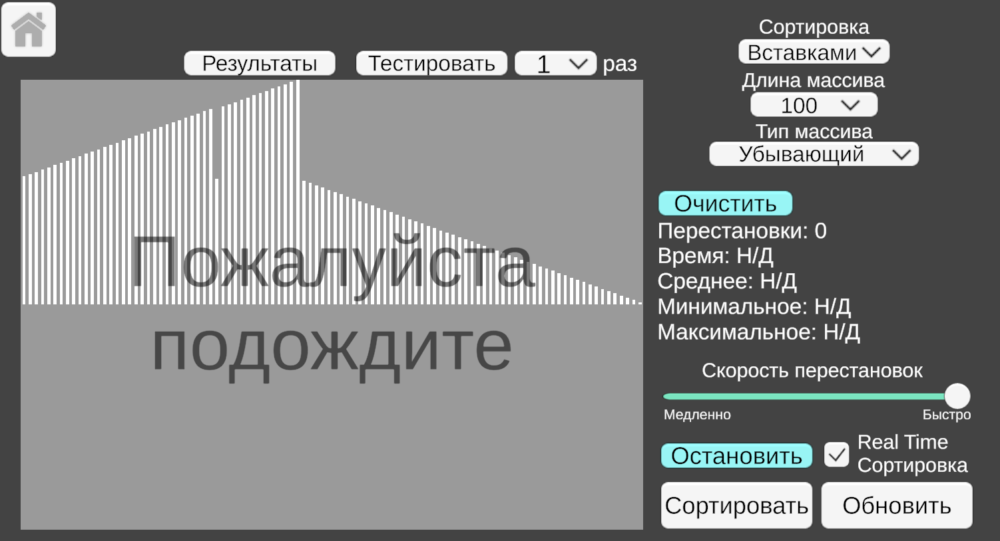 Результаты Тестировать 1 раз
Пожалуйста
подождите
Сортировка
Вставками
Длина массива
100
Тип массива
Убывающий
Очистить
Перестановки: 0
Время: Н/Д
Среднее: Н/Д
Минимальное: Н/Д
Максимальное: Н/Д
Скорость перестановок
Медленно Быстро
Остановить
Real Time
Сортировка
Сортировать Обновить